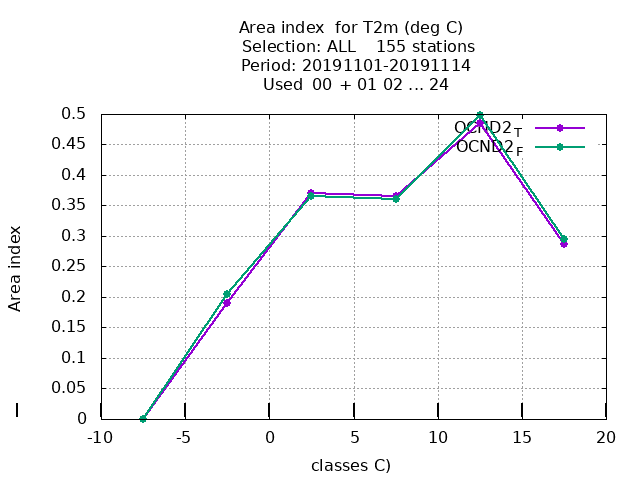 Area index  for T2m (deg C)
Selection: ALL    155 stations
Period: 20191101-20191114
Used  00 + 01 02 ... 24
OCND2T
OCND2F
0.5
0.45
0.4
0.35
0.3
0.25
0.2
0.15
0.1
0.05
0
Area index
-10 -5 0 5 10 15 20
classes C)